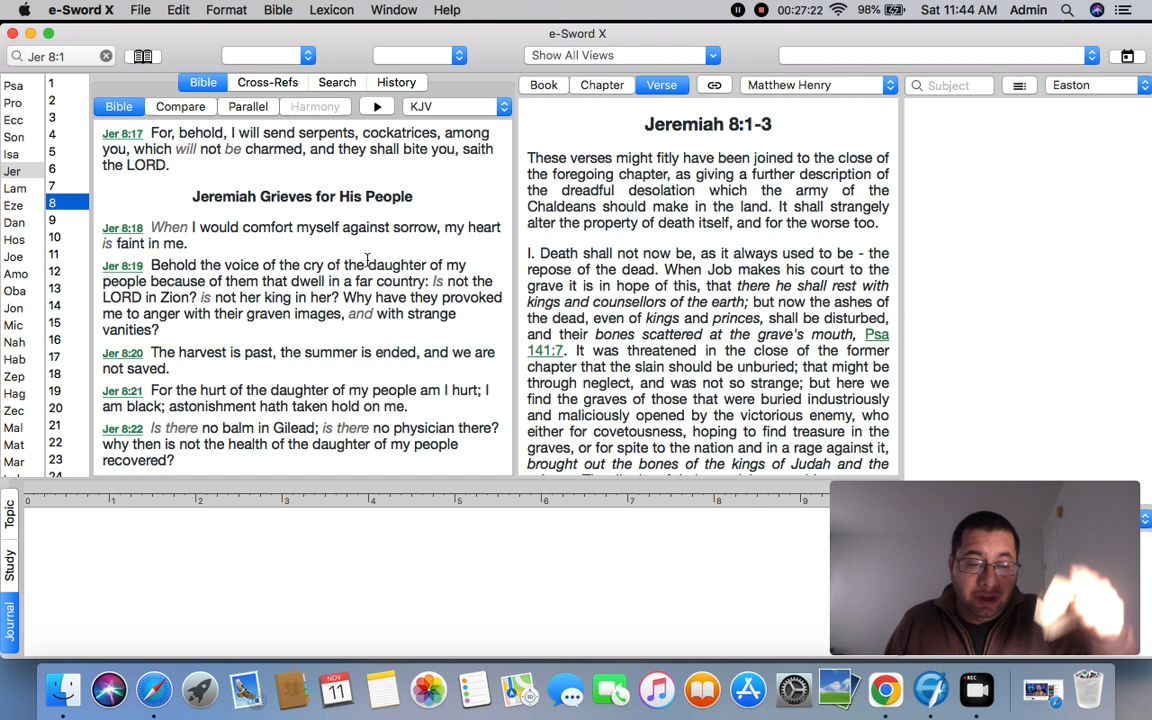 e-Sword X File Edit Format Bible Lexicon Window Help
00:27:22 98% Sat 11:44 AM Admin
e-Sword X
Jer 8:1
Show All Views
Bible Cross-Refs Search History
Book Chapter Verse Matthew Henry Subject Easton
Bible Compare Parallel Harmony KJV
Psa
Pro
Ecc
Son
Isa
Jer
Lam
Eze
Dan
Hos
Joe
Amo
Oba
Jon
Mic
Nah
Hab
Zep
Hag
Zec
Mal
Mat
Mar
1
2
3
4
5
6
7
8
9
10
11
12
13
14
15
16
17
18
19
20
21
22
23
24
Jer 8:17 For, behold, I will send serpents, cockatrices, among
you, which will not be charmed, and they shall bite you, saith
the LORD.
Jeremiah Grieves for His People
Jer 8:18 When I would comfort myself against sorrow, my heart
is faint in me.
Jer 8:19 Behold the voice of the cry of the daughter of my
people because of them that dwell in a far country: Is not the
LORD in Zion? is not her king in her? Why have they provoked
me to anger with their graven images, and with strange
vanities?
Jer 8:20 The harvest is past, the summer is ended, and we are
not saved.
Jer 8:21 For the hurt of the daughter of my people am I hurt; I
am black; astonishment hath taken hold on me.
Jer 8:22 Is there no balm in Gilead; is there no physician there?
why then is not the health of the daughter of my people
recovered?
Jeremiah 8:1-3
These verses might fitly have been joined to the close of
the foregoing chapter, as giving a further description of
the dreadful desolation which the army of the
Chaldeans should make in the land. It shall strangely
alter the property of death itself, and for the worse too.
I. Death shall not now be, as it always used to be - the
repose of the dead. When Job makes his court to the
grave it is in hope of this, that there he shall rest with
kings and counsellors of the earth; but now the ashes of
the dead, even of kings and princes, shall be disturbed,
and their bones scattered at the grave's mouth, Psa
141:7. It was threatened in the close of the former
chapter that the slain should be unburied; that might be
through neglect, and was not so strange; but here we
find the graves of those that were buried industriously
and maliciously opened by the victorious enemy, who
either for covetousness, hoping to find treasure in the
graves, or for spite to the nation and in a rage against it,
brought out the bones of the kings of Judah and the
0 1 2 3 4 5 6 7 8 9
Topic
Study
Journal
NOV
11
REC